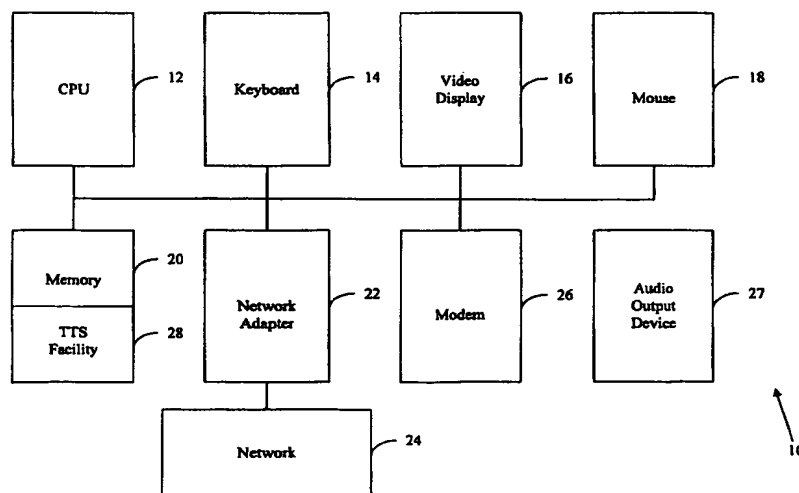 CPU
12
Keyboard
14
Video
Display
16
Mouse
18
Memory
20
TTS
Facility
28
Network
Adapter
22
Modem
26
Audio
Output
Device
27
Network
24
10